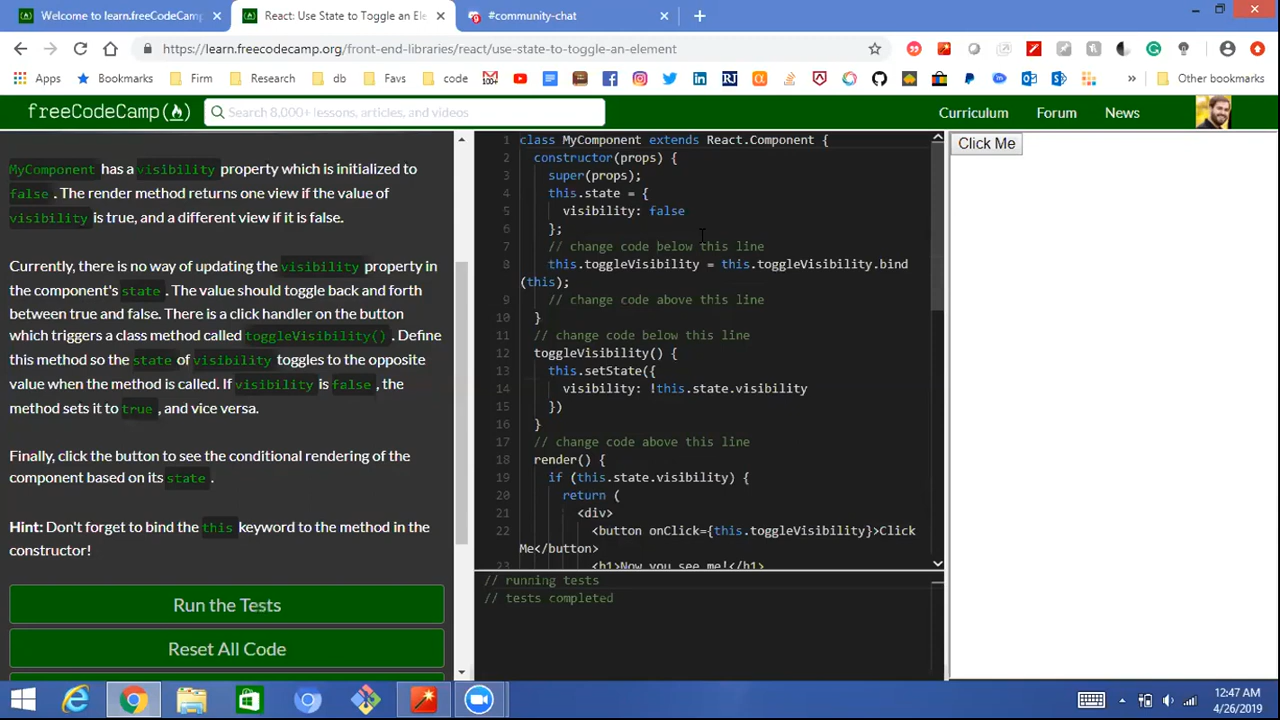 Welcome to learn.freeCodeCamp
React: Use State to Toggle an Ele
#community-chat
https://learn.freecodecamp.org/front-end-libraries/react/use-state-to-toggle-an-element
Apps
Bookmarks
Firm
Research
db
Favs
code
100+
RJ
»
Other bookmarks
freeCodeCamp
Search 8,000+ lessons, articles, and videos
Curriculum
Forum
News
MyComponent has a visibility property which is initialized to
false . The render method returns one view if the value of
visibility is true, and a different view if it is false.
Currently, there is no way of updating the visibility property in
the component's state . The value should toggle back and forth
between true and false. There is a click handler on the button
which triggers a class method called toggleVisibility() . Define
this method so the state of visibility toggles to the opposite
value when the method is called. If visibility is false , the
method sets it to true , and vice versa.
Finally, click the button to see the conditional rendering of the
component based on its state .
Hint: Don't forget to bind the this keyword to the method in the
constructor!
Run the Tests
Reset All Code
1 class MyComponent extends React.Component {
2 constructor(props) {
3 super(props);
4 this.state = {
5 visibility: false
6 };
7 // change code below this line
8 this.toggleVisibility = this.toggleVisibility.bind
(this);
9 // change code above this line
10 }
11 // change code below this line
12 toggleVisibility() {
13 this.setState({
14 visibility: !this.state.visibility
15 })
16 }
17 // change code above this line
18 render() {
19 if (this.state.visibility) {
20 return (
21 <div>
22 <button onClick={this.toggleVisibility}>Click
Me</button>
23 <h1>Now you see me!</h1>
// running tests
// tests completed
Click Me
12:47 AM
4/26/2019